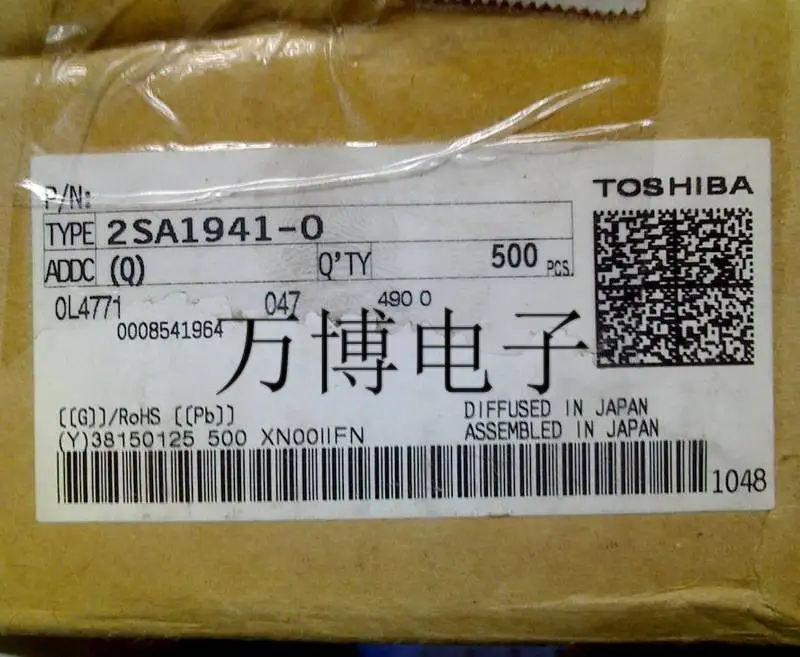 P/N:
TOSHIBA
TYPE 2SA1941-O
ADDC (Q) Q'TY 500 PCS.
0L4771 047 490 0
0008541964
万博电子
[[G]]/RoHS [[Pb]]
DIFFUSED IN JAPAN
(Y)38150125 500 XN00IIFN
ASSEMBLED IN JAPAN
1048